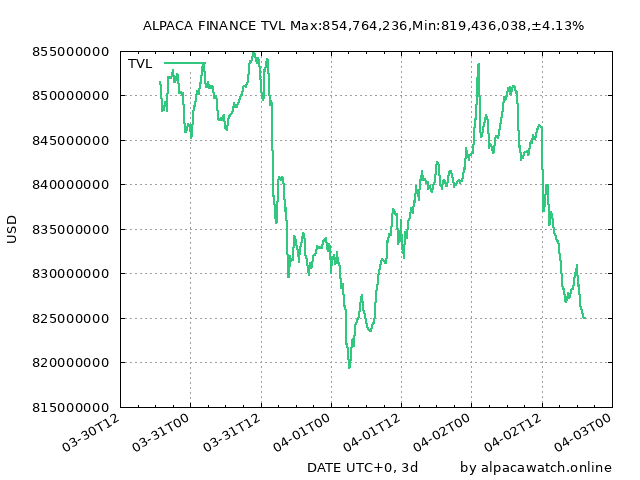 ALPACA FINANCE TVL Max:854,764,236,Min:819,436,038,±4.13%
TVL
855000000
850000000
845000000
840000000
835000000
830000000
825000000
820000000
815000000
USD
03-30T12
03-31T00
03-31T12
04-01T00
04-01T12
04-02T00
04-02T12
04-03T00
DATE UTC+0, 3d
by alpacawatch.online